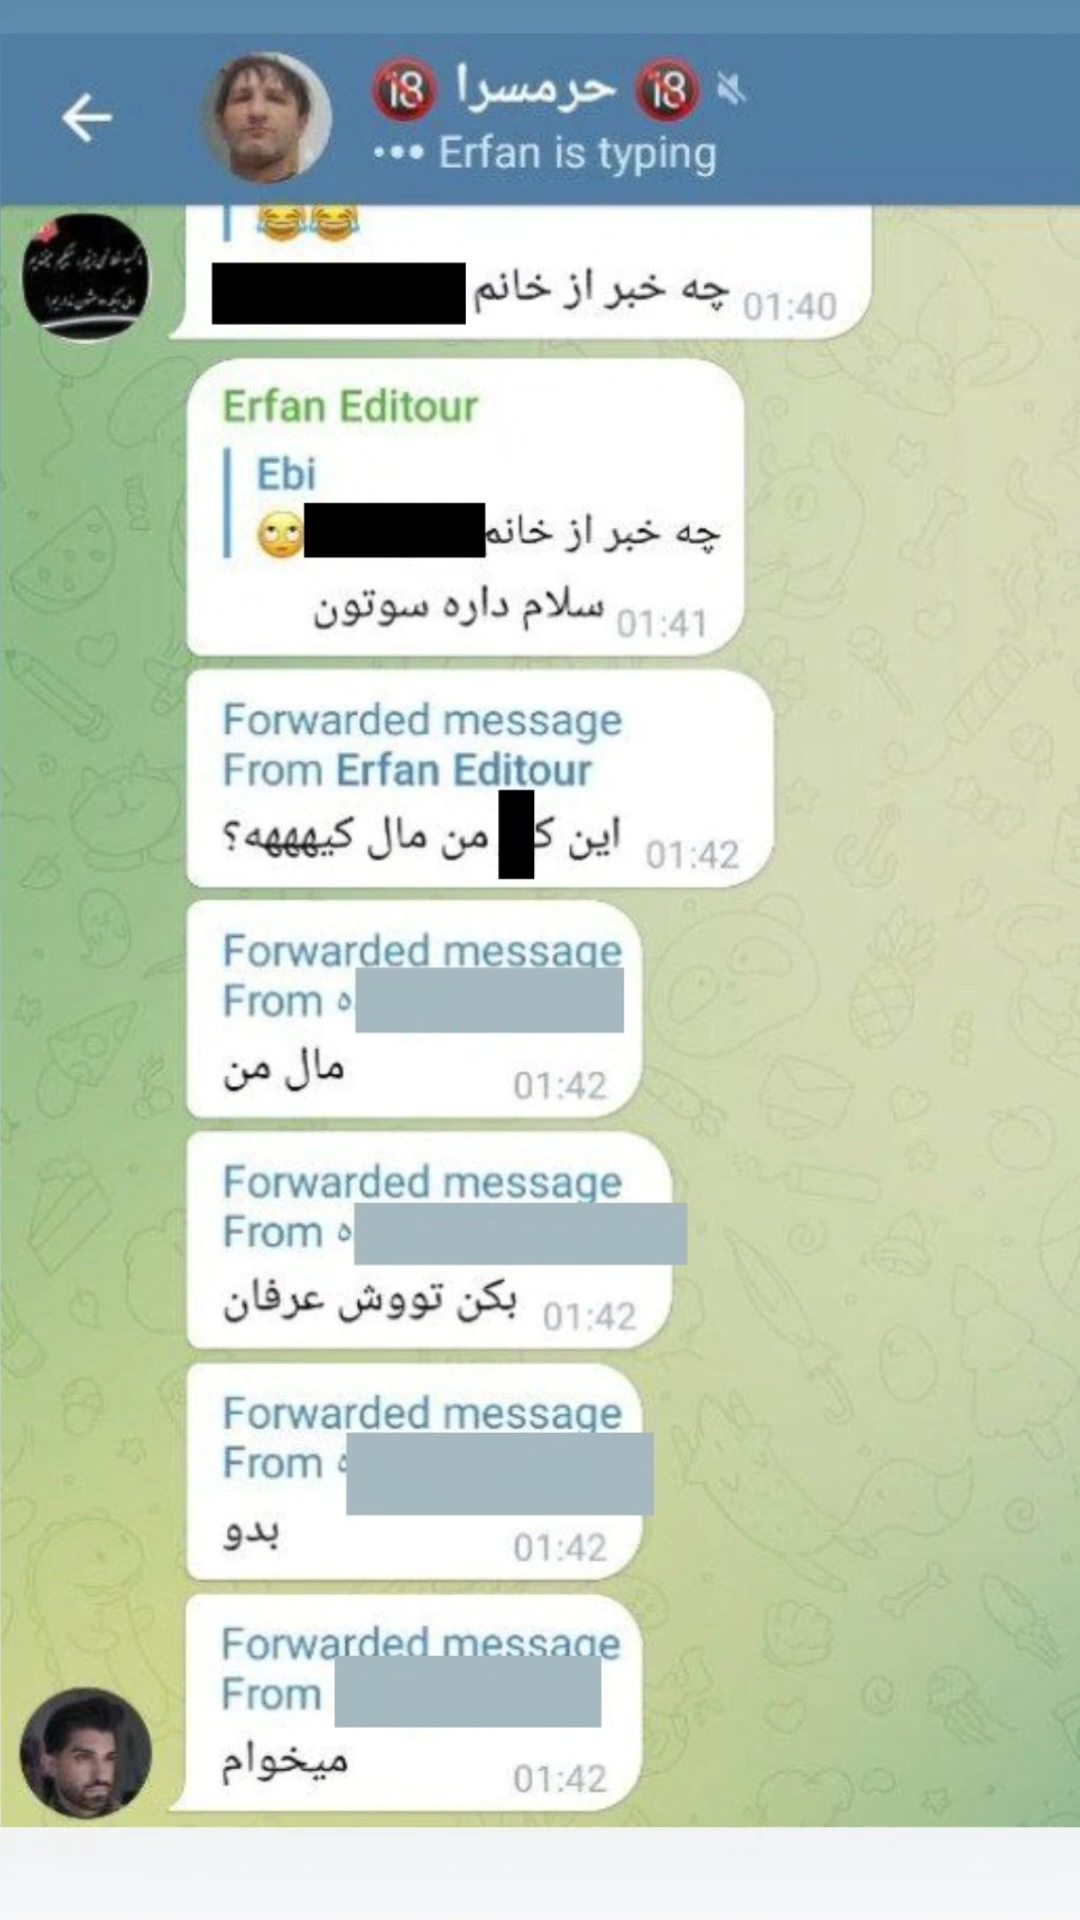 🔞 حرمسرا 🔞
••• Erfan is typing
😂😂
چه خبر از خانم
01:40
Erfan Editour
Ebi
چه خبر از خانم 🙄
سلام داره سوتون
01:41
Forwarded message
From Erfan Editour
این ک من مال کیهههه؟
01:42
Forwarded message
From
مال من
01:42
Forwarded message
From
بکن تووش عرفان
01:42
Forwarded message
From
بدو
01:42
Forwarded message
From
میخوام
01:42